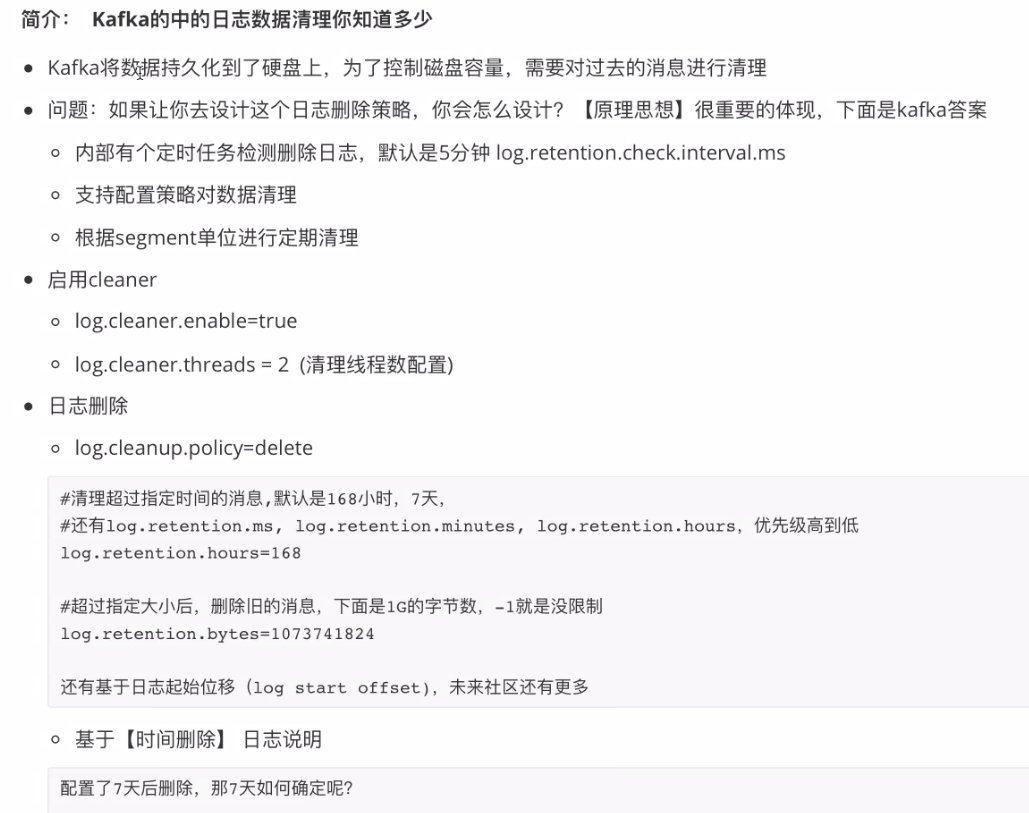 简介： Kafka的中的日志数据清理你知道多少
Kafka将数据持久化到了硬盘上，为了控制磁盘容量，需要对过去的消息进行清理
问题：如果让你去设计这个日志删除策略，你会怎么设计？【原理思想】很重要的体现，下面是kafka答案
内部有个定时任务检测删除日志，默认是5分钟 log.retention.check.interval.ms
支持配置策略对数据清理
根据segment单位进行定期清理
启用cleaner
log.cleaner.enable=true
log.cleaner.threads = 2 (清理线程数配置)
日志删除
log.cleanup.policy=delete
#清理超过指定时间的消息,默认是168小时，7天，
#还有log.retention.ms, log.retention.minutes, log.retention.hours，优先级高到低
log.retention.hours=168
#超过指定大小后，删除旧的消息，下面是1G的字节数，-1就是没限制
log.retention.bytes=1073741824
还有基于日志起始位移（log start offset)，未来社区还有更多
基于【时间删除】 日志说明
配置了7天后删除，那7天如何确定呢？